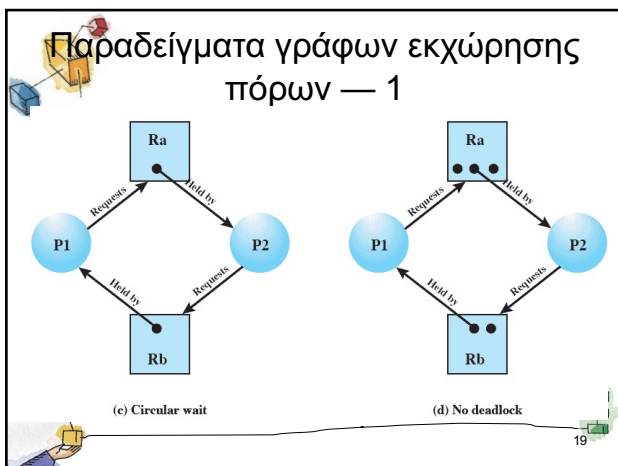 Παραδείγματα γράφων εκχώρησης
πόρων — 1
Ra
Requests
Held by
P1
P2
Held by
Requests
Rb
(c) Circular wait
Ra
Requests
Held by
P1
P2
Held by
Requests
Rb
(d) No deadlock
19